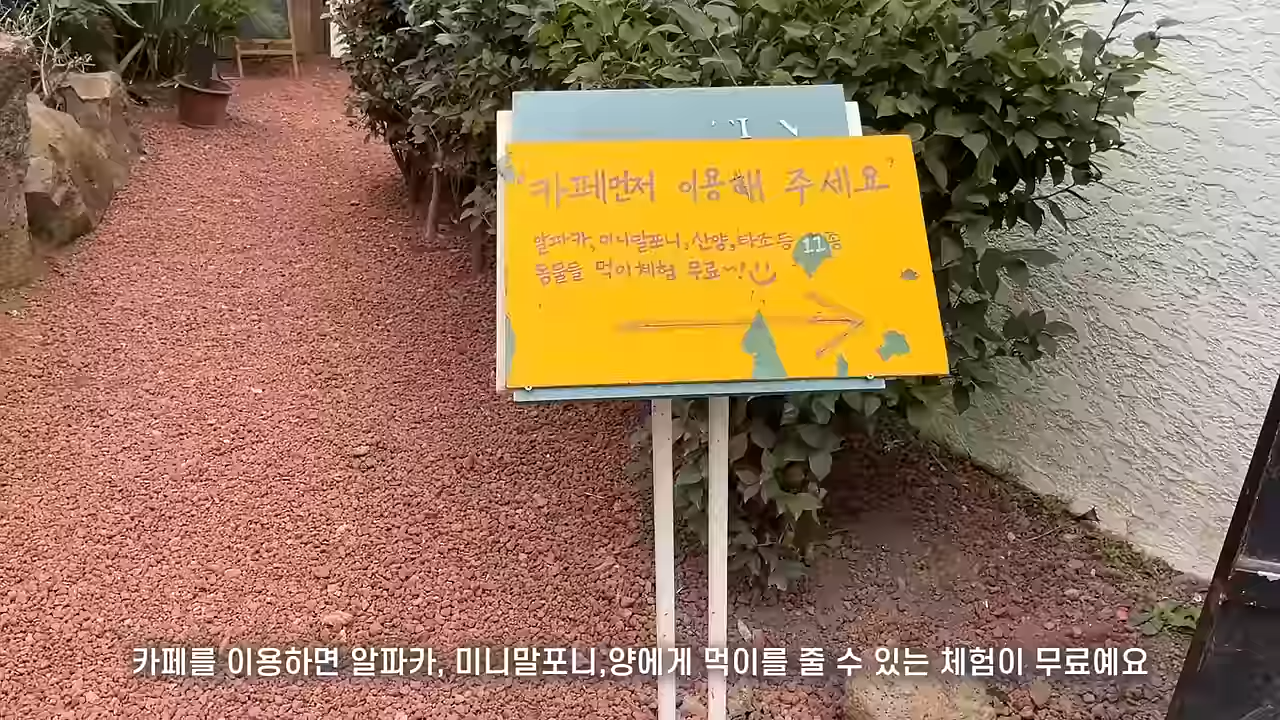 "카페먼저 이용해 주세요"
알파카, 미니말포니, 산양, 타조등 11종
동물들 먹이체험 무료~!
카페를 이용하면 알파카, 미니말포니,양에게 먹이를 줄 수 있는 체험이 무료예요